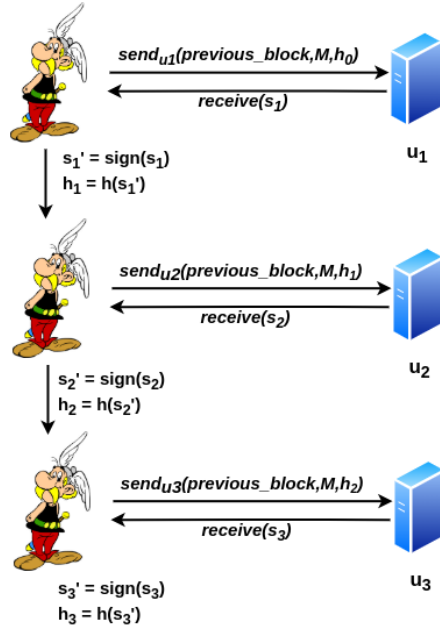 send_u1(previous_block,M,h_0)
receive(s_1)
u_1
s_1' = sign(s_1)
h_1 = h(s_1')
send_u2(previous_block,M,h_1)
receive(s_2)
u_2
s_2' = sign(s_2)
h_2 = h(s_2')
send_u3(previous_block,M,h_2)
receive(s_3)
u_3
s_3' = sign(s_3)
h_3 = h(s_3')